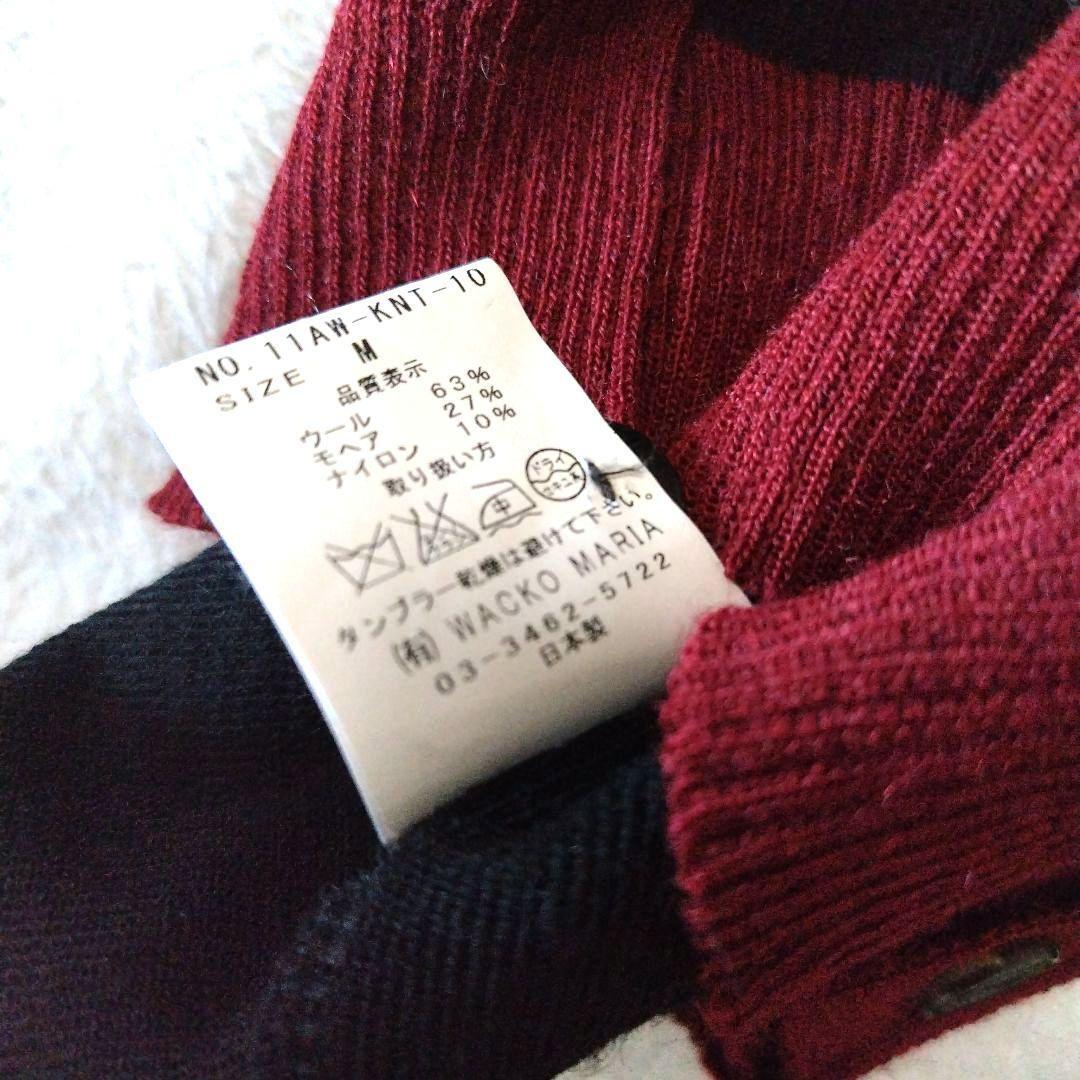 NO. 11AW-KNT-10
SIZE M
品質表示
ウール 63%
モヘア 27%
ナイロン 10%
取り扱い方
中 ドライ
タンブラー乾燥は避けて下さい。
(有) WACKO MARIA
03-3462-5722
日本製